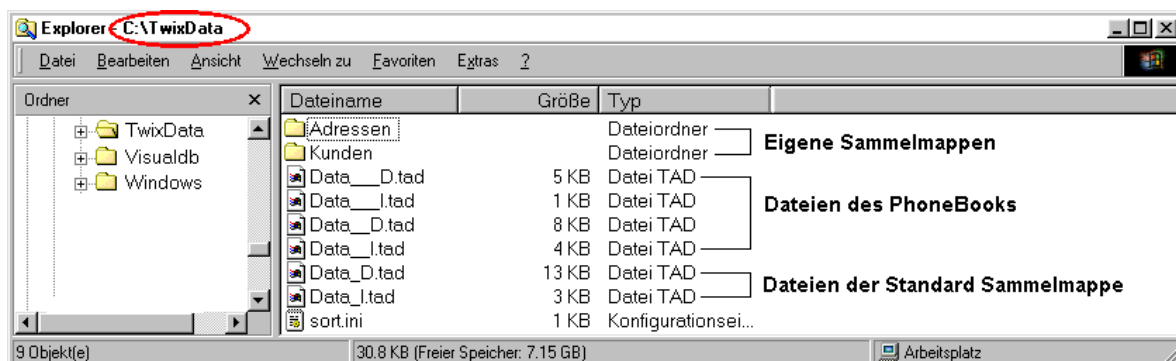 Explorer - C:\TwixData
Datei Bearbeiten Ansicht Wechseln zu Favoriten Extras ?
Ordner
TwixData
Visualdb
Windows
Dateiname Größe Typ
Adressen Dateiordner
Kunden Dateiordner
Eigene Sammelmappen
Data___D.tad 5 KB Datei TAD
Data___I.tad 1 KB Datei TAD
Data__D.tad 8 KB Datei TAD
Data__I.tad 4 KB Datei TAD
Dateien des PhoneBooks
Data_D.tad 13 KB Datei TAD
Data_I.tad 3 KB Datei TAD
Dateien der Standard Sammelmappe
sort.ini 1 KB Konfigurationsei...
9 Objekt(e) 30.8 KB (Freier Speicher: 7.15 GB) Arbeitsplatz